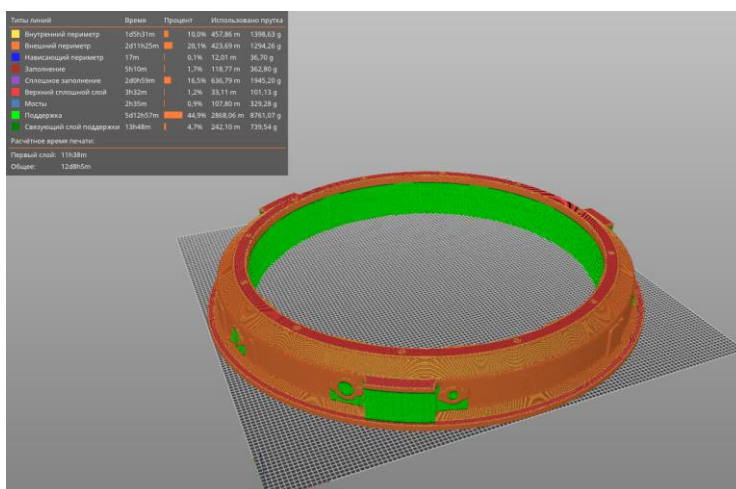 Типы линий Время Процент Использовано прутка
Внутренний периметр 1d5h31m 10,0% 457,86 m 1398,63 g
Внешний периметр 2d11h25m 20,1% 423,69 m 1294,26 g
Нависающий периметр 17m 0,1% 12,01 m 36,70 g
Заполнение 5h10m 1,7% 118,77 m 362,80 g
Сплошное заполнение 2d0h59m 16,5% 636,79 m 1945,20 g
Верхний сплошной слой 3h32m 1,2% 33,11 m 101,13 g
Мосты 2h35m 0,9% 107,80 m 329,28 g
Поддержка 5d12h57m 44,9% 2868,06 m 8761,07 g
Связующий слой поддержки 13h48m 4,7% 242,10 m 739,54 g
Расчётное время печати:
Первый слой: 11h38m
Общее: 12d8h5m